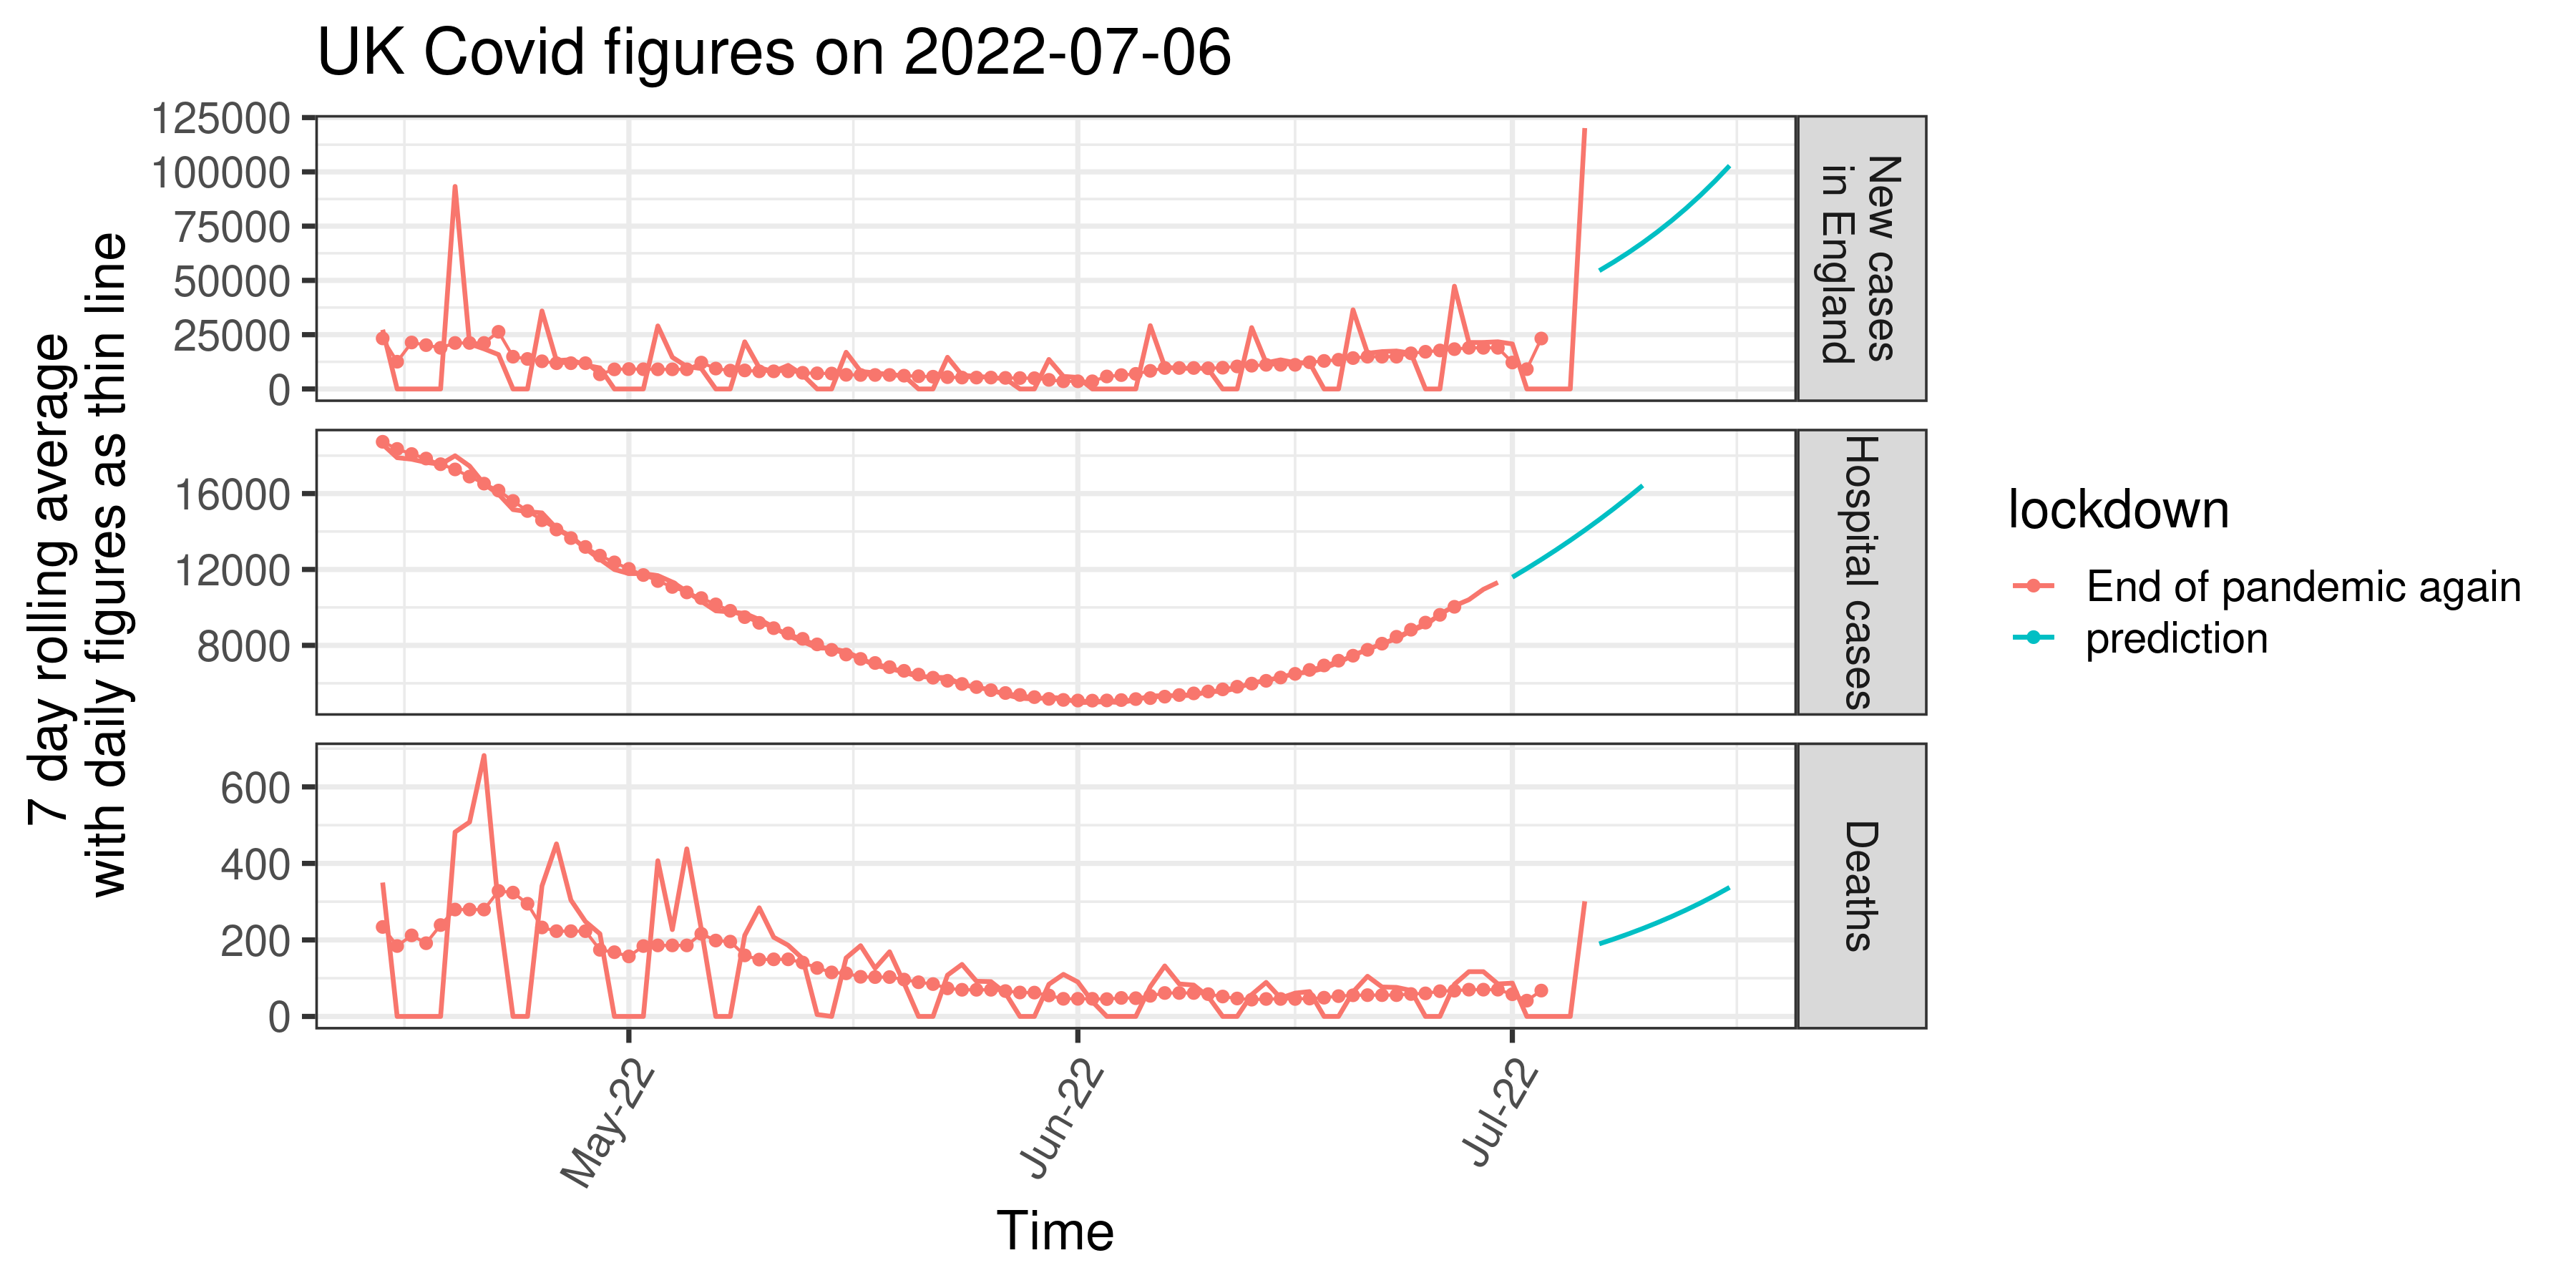 UK Covid figures on 2022-07-06
7 day rolling average
with daily figures as thin line
125000
100000
75000
50000
25000
0
New cases
in England
16000
12000
8000
Hospital cases
600
400
200
0
Deaths
May-22
Jun-22
Jul-22
Time
lockdown
End of pandemic again
prediction